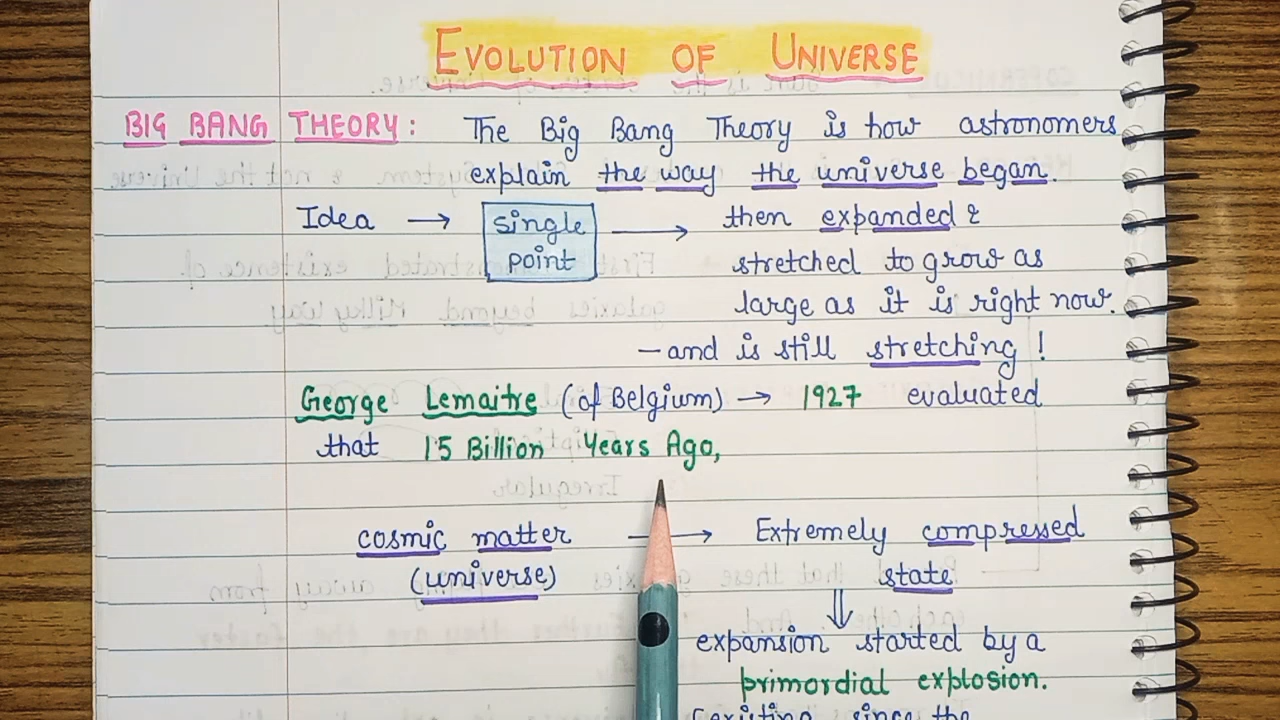 EVOLUTION OF UNIVERSE
BIG BANG THEORY: The Big Bang Theory is how astronomers
explain the way the universe began.
Idea → single point → then expanded &
stretched to grow as
large as it is right now.
- and is still stretching !
George Lemaitre (of Belgium) → 1927 evaluated
that 15 Billion Years Ago,
cosmic matter → Extremely compressed
(universe) state
⇓
expansion started by a
primordial explosion.